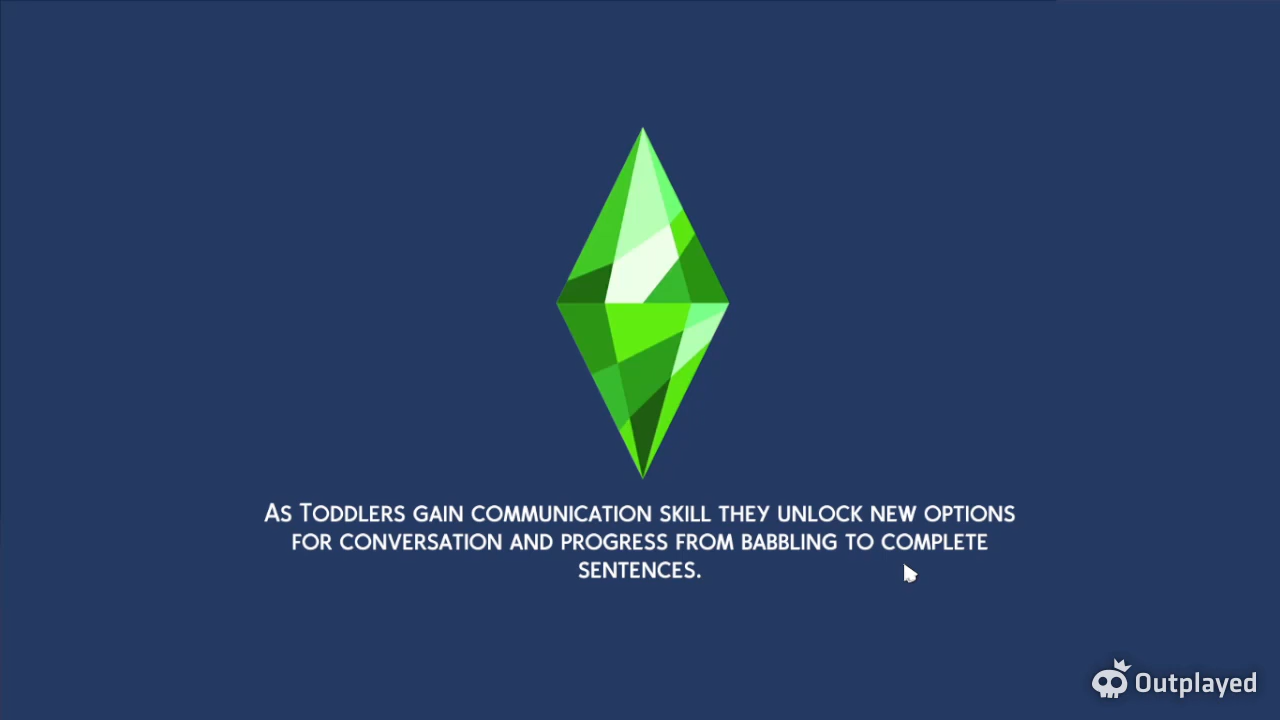 As Toddlers gain communication skill they unlock new options
for conversation and progress from babbling to complete
sentences.
Outplayed